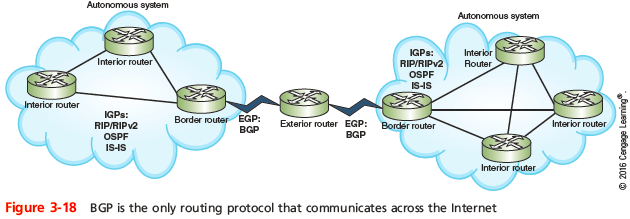 Autonomous system
Interior router
Interior router
IGPs:
RIP/RIPv2
OSPF
IS-IS
Border router
EGP:
BGP
Exterior router
EGP:
BGP
Autonomous system
IGPs:
RIP/RIPv2
OSPF
IS-IS
Interior
Router
Border router
Interior router
Interior router
© 2016 Cengage Learning®.
Figure 3-18 BGP is the only routing protocol that communicates across the Internet